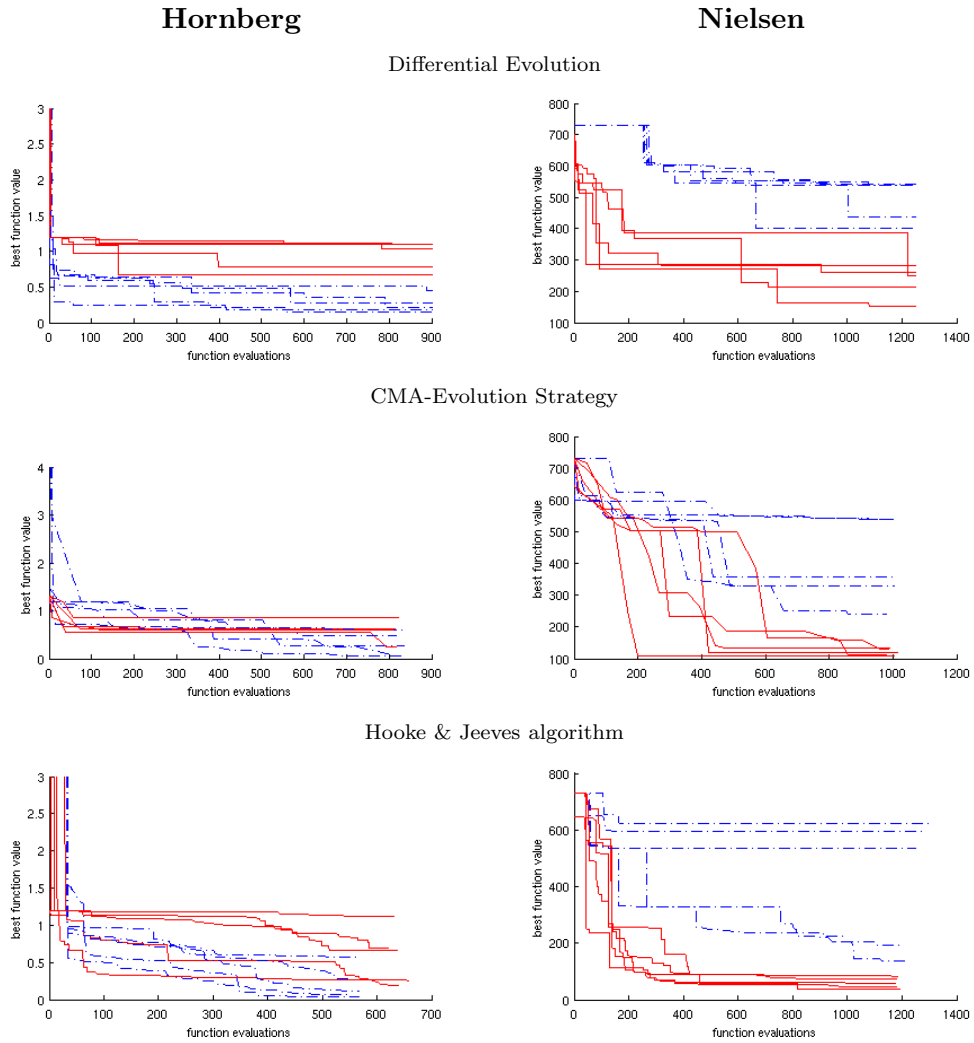 Hornberg Nielsen
Differential Evolution
3
2.5
2
1.5
1
0.5
0
best function value
0 100 200 300 400 500 600 700 800 900
function evaluations
800
700
600
500
400
300
200
100
best function value
0 200 400 600 800 1000 1200 1400
function evaluations
CMA-Evolution Strategy
4
3
2
1
0
best function value
0 100 200 300 400 500 600 700 800 900
function evaluations
800
700
600
500
400
300
200
100
best function value
0 200 400 600 800 1000 1200
function evaluations
Hooke & Jeeves algorithm
3
2.5
2
1.5
1
0.5
0
best function value
0 100 200 300 400 500 600 700
function evaluations
800
600
400
200
0
best function value
0 200 400 600 800 1000 1200 1400
function evaluations